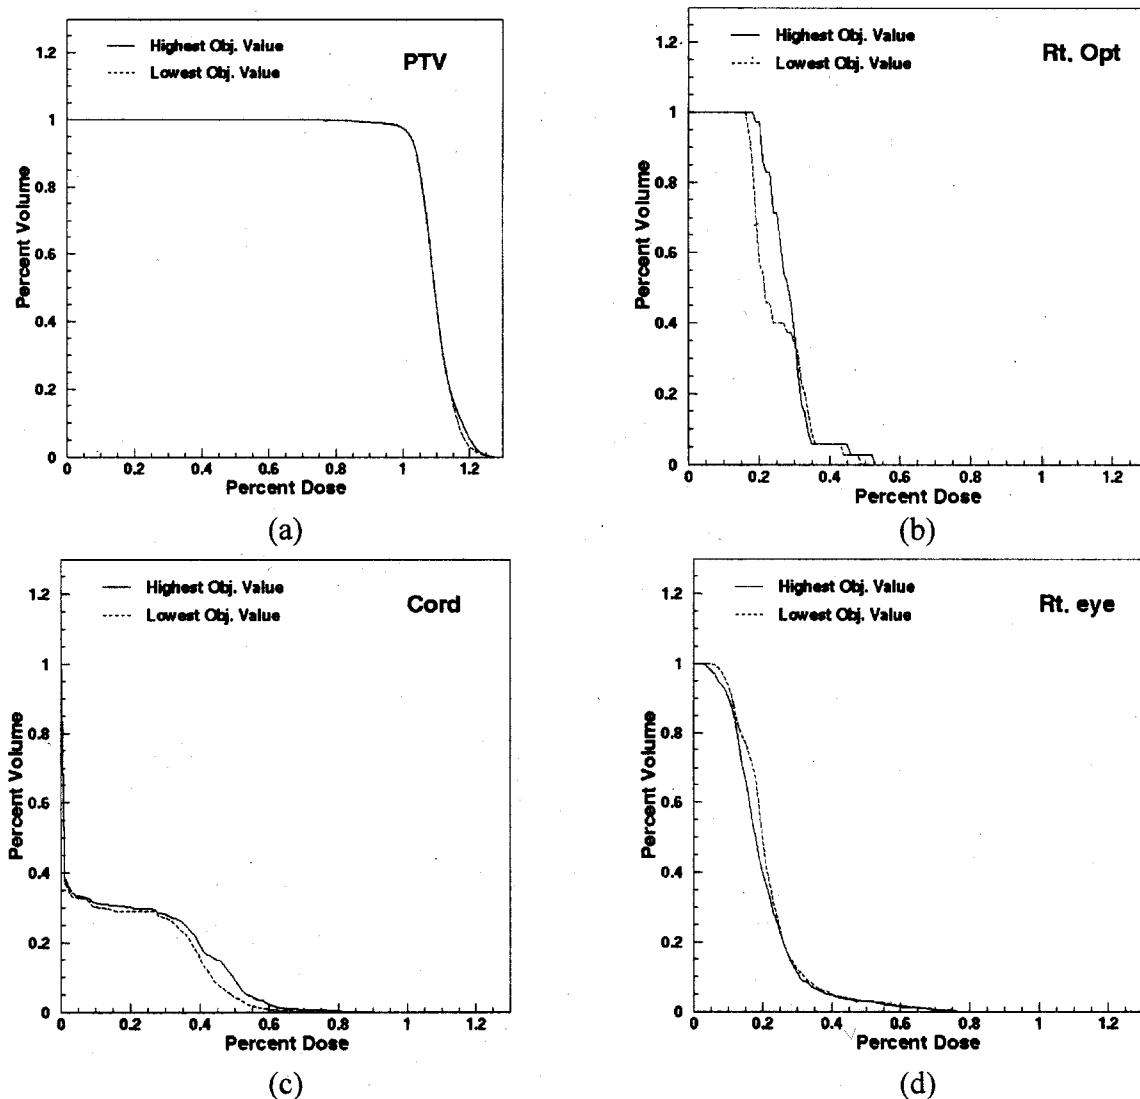 Highest Obj. Value
Lowest Obj. Value
PTV
1.2
1
0.8
0.6
0.4
0.2
0
Percent Volume
0 0.2 0.4 0.6 0.8 1 1.2
Percent Dose
(a)
Highest Obj. Value
Lowest Obj. Value
Rt. Opt
1.2
1
0.8
0.6
0.4
0.2
0
Percent Volume
0 0.2 0.4 0.6 0.8 1 1.2
Percent Dose
(b)
Highest Obj. Value
Lowest Obj. Value
Cord
1.2
1
0.8
0.6
0.4
0.2
0
Percent Volume
0 0.2 0.4 0.6 0.8 1 1.2
Percent Dose
(c)
Highest Obj. Value
Lowest Obj. Value
Rt. eye
1.2
1
0.8
0.6
0.4
0.2
0
Percent Volume
0 0.2 0.4 0.6 0.8 1 1.2
Percent Dose
(d)